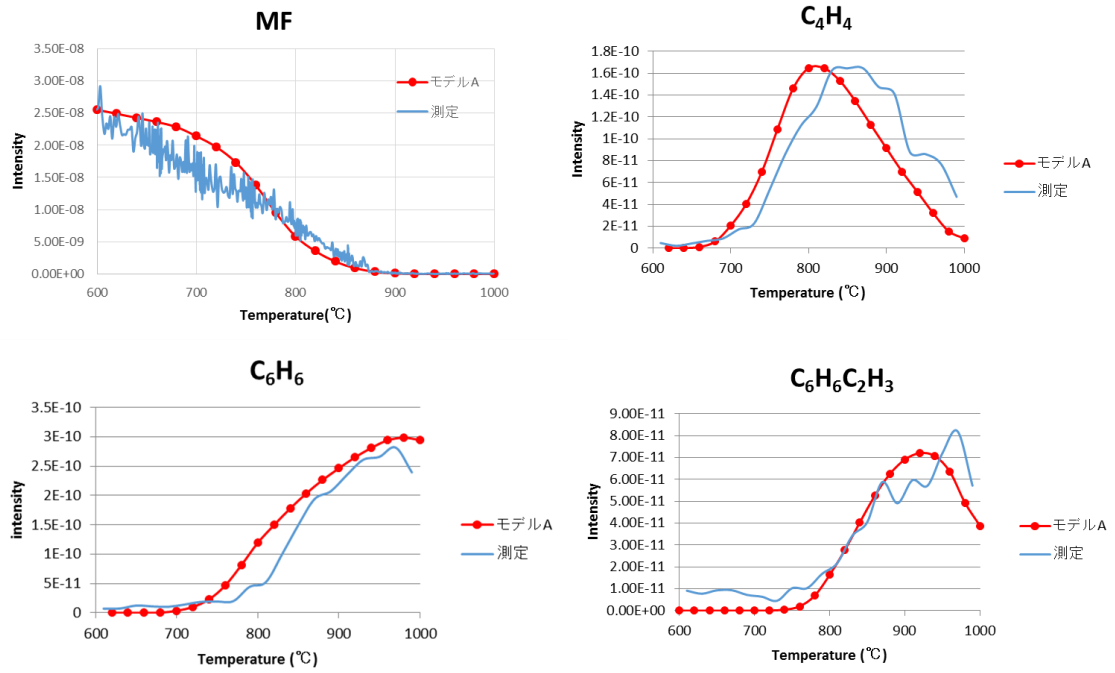 MF
3.50E-08
3.00E-08
2.50E-08
2.00E-08
1.50E-08
1.00E-08
5.00E-09
0.00E+00
Intensity
モデルA
測定
600 700 800 900 1000
Temperature(℃)
C₄H₄
1.8E-10
1.6E-10
1.4E-10
1.2E-10
1E-10
8E-11
6E-11
4E-11
2E-11
0
Intensity
モデルA
測定
600 700 800 900 1000
Temperature (℃)
C₆H₆
3.5E-10
3E-10
2.5E-10
2E-10
1.5E-10
1E-10
5E-11
0
intensity
モデルA
測定
600 700 800 900 1000
Temperature (℃)
C₆H₆C₂H₃
9.00E-11
8.00E-11
7.00E-11
6.00E-11
5.00E-11
4.00E-11
3.00E-11
2.00E-11
1.00E-11
0.00E+00
Intensity
モデルA
測定
600 700 800 900 1000
Temperature (℃)